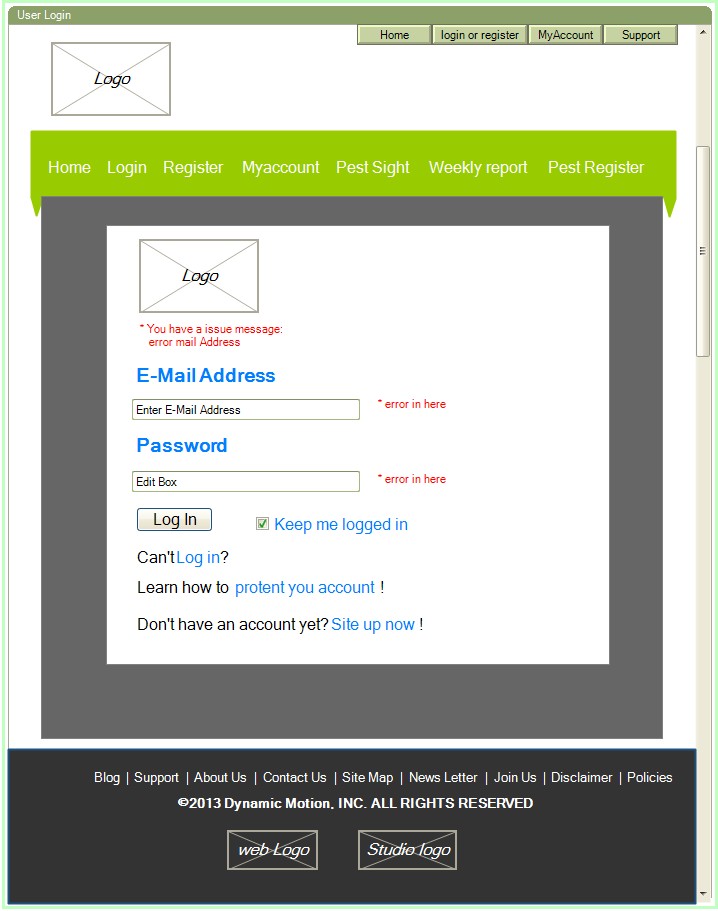 User Login
Home login or register MyAccount Support
Logo
Home Login Register Myaccount Pest Sight Weekly report Pest Register
Logo
* You have a issue message:
error mail Address
E-Mail Address
Enter E-Mail Address * error in here
Password
Edit Box * error in here
Log In Keep me logged in
Can't Log in?
Learn how to protent you account !
Don't have an account yet? Site up now !
Blog | Support | About Us | Contact Us | Site Map | News Letter | Join Us | Disclaimer | Policies
©2013 Dynamic Motion, INC. ALL RIGHTS RESERVED
web Logo Studio logo